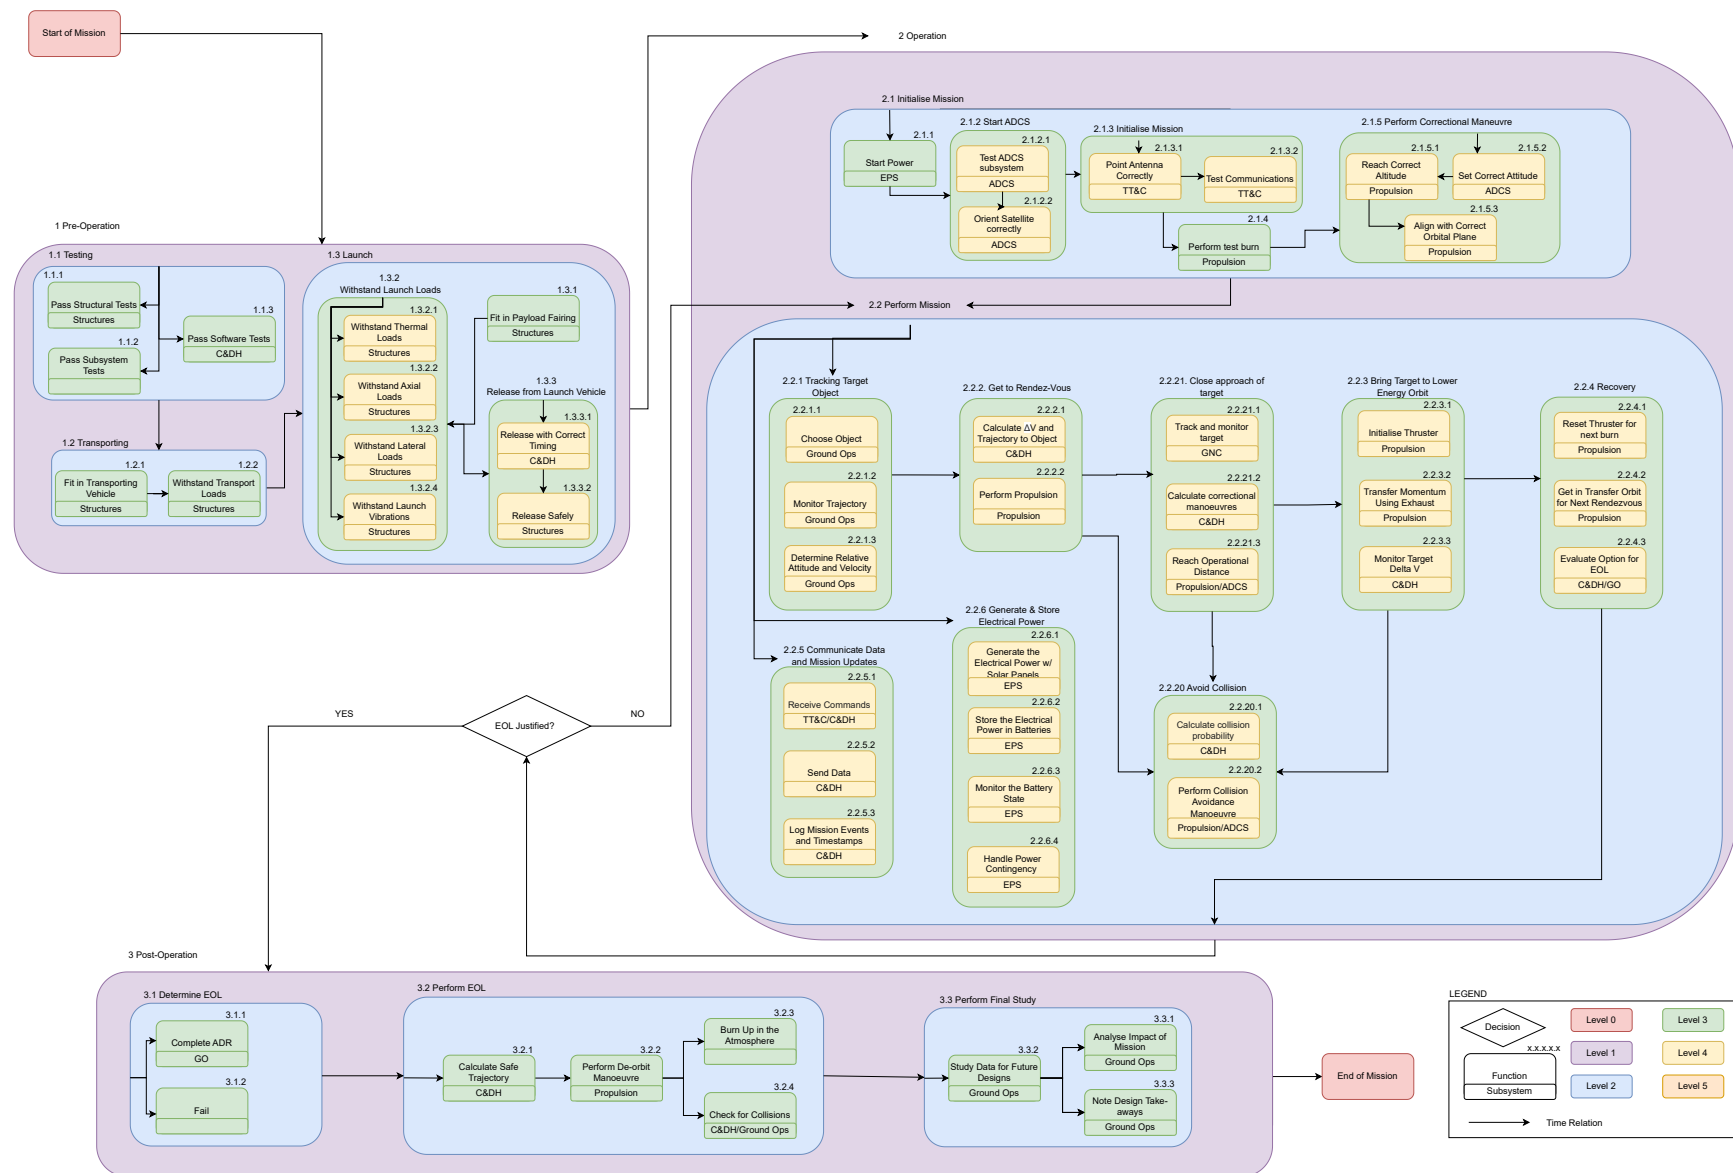 Start of Mission
1 Pre-Operation
1.1 Testing
1.1.1
Pass Structural Tests
Structures
1.1.2
Pass Subsystem
Tests
1.1.3
Pass Software Tests
C&DH
1.2 Transporting
1.2.1
Fit in Transporting
Vehicle
Structures
1.2.2
Withstand Transport
Loads
Structures
1.3 Launch
1.3.2
Withstand Launch Loads
1.3.2.1
Withstand Thermal
Loads
Structures
1.3.2.2
Withstand Axial
Loads
Structures
1.3.2.3
Withstand Lateral
Loads
Structures
1.3.2.4
Withstand Launch
Vibrations
Structures
1.3.1
Fit in Payload Fairing
Structures
1.3.3
Release from Launch Vehicle
1.3.3.1
Release with Correct
Timing
C&DH
1.3.3.2
Release Safely
Structures
2 Operation
2.1 Initialise Mission
2.1.1
Start Power
EPS
2.1.2 Start ADCS
2.1.2.1
Test ADCS
subsystem
ADCS
2.1.2.2
Orient Satellite
correctly
ADCS
2.1.3 Initialise Mission
2.1.3.1
Point Antenna
Correctly
TT&C
2.1.3.2
Test Communications
TT&C
2.1.4
Perform test burn
Propulsion
2.1.5 Perform Correctional Maneuvre
2.1.5.1
Reach Correct
Altitude
Propulsion
2.1.5.2
Set Correct Attitude
ADCS
2.1.5.3
Align with Correct
Orbital Plane
Propulsion
2.2 Perform Mission
2.2.1 Tracking Target
Object
2.2.1.1
Choose Object
Ground Ops
2.2.1.2
Monitor Trajectory
Ground Ops
2.2.1.3
Determine Relative
Attitude and Velocity
Ground Ops
2.2.2. Get to Rendez-Vous
2.2.2.1
Calculate ΔV and
Trajectory to Object
C&DH
2.2.2.2
Perform Propulsion
Propulsion
2.2.21. Close approach of
target
2.2.21.1
Track and monitor
target
GNC
2.2.21.2
Calculate correctional
manoeuvres
C&DH
2.2.21.3
Reach Operational
Distance
Propulsion/ADCS
2.2.3 Bring Target to Lower
Energy Orbit
2.2.3.1
Initialise Thruster
Propulsion
2.2.3.2
Transfer Momentum
Using Exhaust
Propulsion
2.2.3.3
Monitor Target
Delta V
C&DH
2.2.4 Recovery
2.2.4.1
Reset Thruster for
next burn
Propulsion
2.2.4.2
Get in Transfer Orbit
for Next Rendezvous
Propulsion
2.2.4.3
Evaluate Option for
EOL
C&DH/GO
2.2.5 Communicate Data
and Mission Updates
2.2.5.1
Receive Commands
TT&C/C&DH
2.2.5.2
Send Data
C&DH
2.2.5.3
Log Mission Events
and Timestamps
C&DH
2.2.6 Generate & Store
Electrical Power
2.2.6.1
Generate the
Electrical Power w/
Solar Panels
EPS
2.2.6.2
Store the Electrical
Power in Batteries
EPS
2.2.6.3
Monitor the Battery
State
EPS
2.2.6.4
Handle Power
Contingency
EPS
2.2.20 Avoid Collision
2.2.20.1
Calculate collision
probability
C&DH
2.2.20.2
Perform Collision
Avoidance
Manoeuvre
Propulsion/ADCS
YES
EOL Justified?
NO
3 Post-Operation
3.1 Determine EOL
3.1.1
Complete ADR
GO
3.1.2
Fail
3.2 Perform EOL
3.2.1
Calculate Safe
Trajectory
C&DH
3.2.2
Perform De-orbit
Manoeuvre
Propulsion
3.2.3
Burn Up in the
Atmosphere
3.2.4
Check for Collisions
C&DH/Ground Ops
3.3 Perform Final Study
3.3.2
Study Data for Future
Designs
Ground Ops
3.3.1
Analyse Impact of
Mission
Ground Ops
3.3.3
Note Design Take-
aways
Ground Ops
End of Mission
LEGEND
Decision
x.x.x.x.x
Function
Subsystem
Time Relation
Level 0
Level 1
Level 2
Level 3
Level 4
Level 5